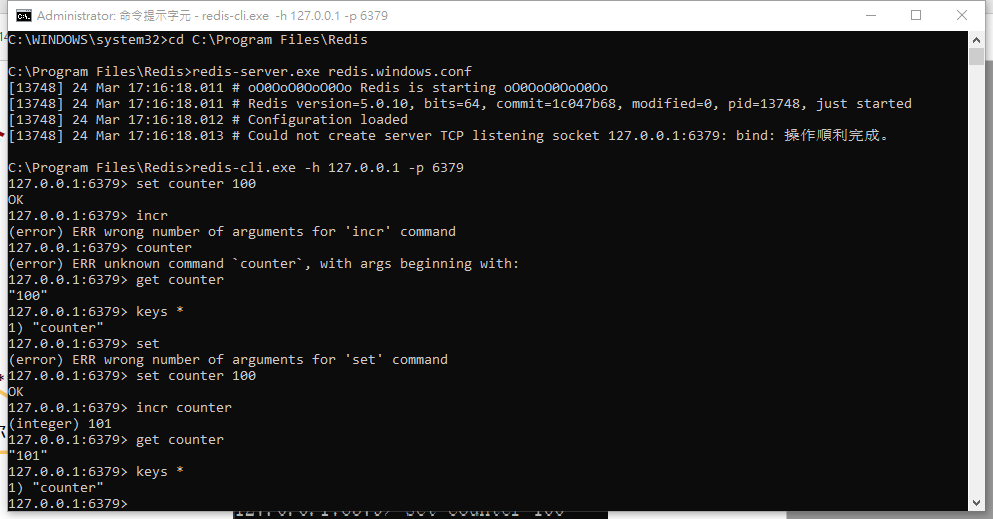 Administrator: 命令提示字元 - redis-cli.exe -h 127.0.0.1 -p 6379
C:\WINDOWS\system32>cd C:\Program Files\Redis
C:\Program Files\Redis>redis-server.exe redis.windows.conf
[13748] 24 Mar 17:16:18.011 # oO0OoO0OoO0Oo Redis is starting oO0OoO0OoO0Oo
[13748] 24 Mar 17:16:18.011 # Redis version=5.0.10, bits=64, commit=1c047b68, modified=0, pid=13748, just started
[13748] 24 Mar 17:16:18.012 # Configuration loaded
[13748] 24 Mar 17:16:18.013 # Could not create server TCP listening socket 127.0.0.1:6379: bind: 操作順利完成。
C:\Program Files\Redis>redis-cli.exe -h 127.0.0.1 -p 6379
127.0.0.1:6379> set counter 100
OK
127.0.0.1:6379> incr
(error) ERR wrong number of arguments for 'incr' command
127.0.0.1:6379> counter
(error) ERR unknown command `counter`, with args beginning with:
127.0.0.1:6379> get counter
"100"
127.0.0.1:6379> keys *
1) "counter"
127.0.0.1:6379> set
(error) ERR wrong number of arguments for 'set' command
127.0.0.1:6379> set counter 100
OK
127.0.0.1:6379> incr counter
(integer) 101
127.0.0.1:6379> get counter
"101"
127.0.0.1:6379> keys *
1) "counter"
127.0.0.1:6379>